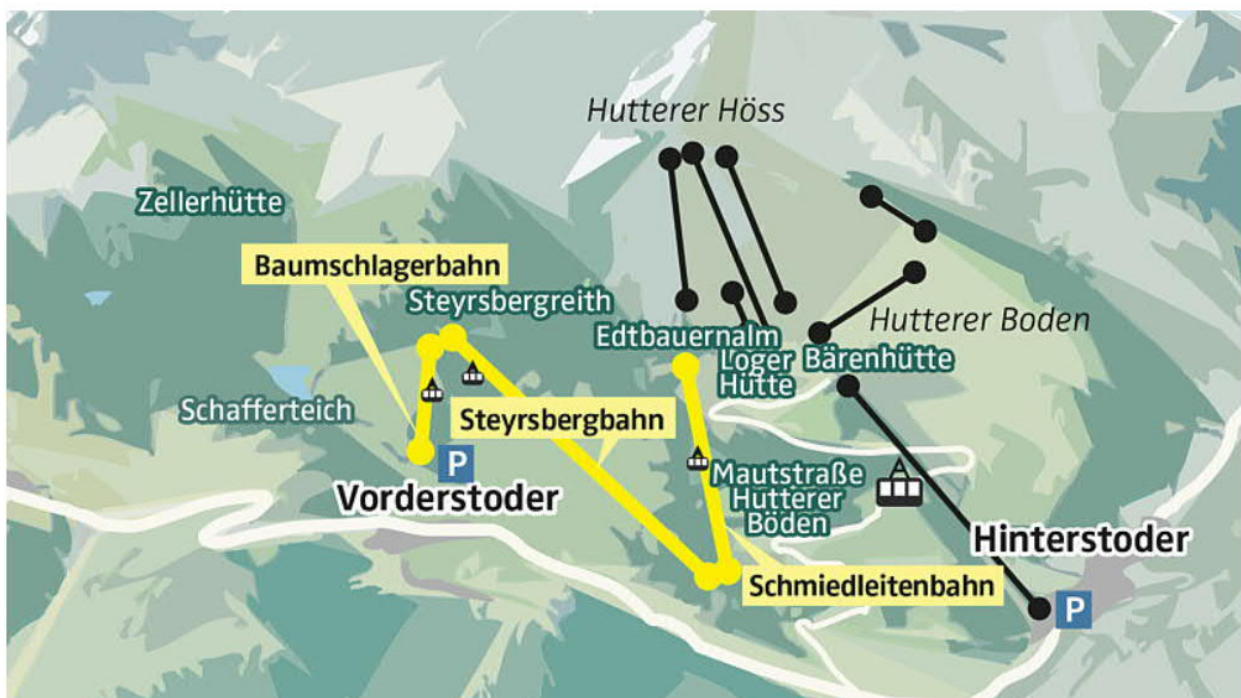 Hutterer Höss
Zellerhütte
Baumschlagerbahn
Steyrsbergreith
Hutterer Boden
Edtbauernalm
Loger
Hütte
Bärenhütte
Schafferteich
Steyrsbergbahn
P
Vorderstoder
Mautstraße
Hutterer
Böden
Hinterstoder
Schmiedleitenbahn
P